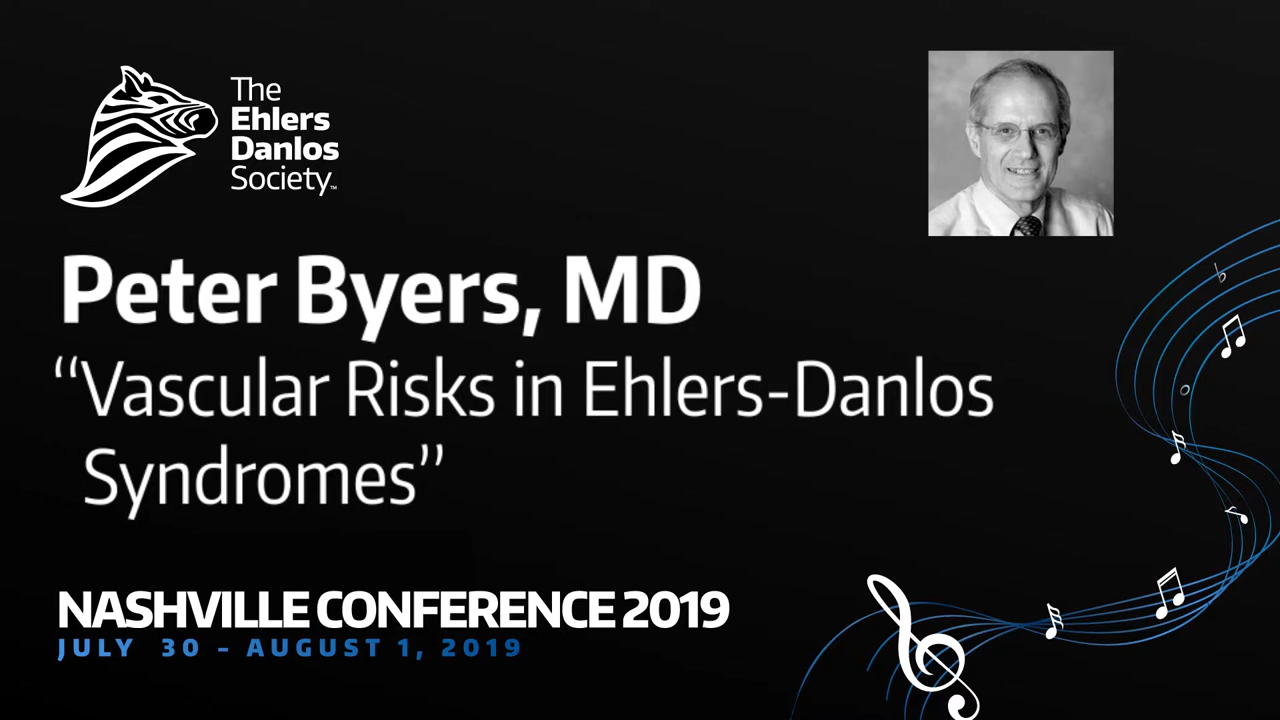 The
Ehlers
Danlos
Society™
Peter Byers, MD
“Vascular Risks in Ehlers-Danlos
Syndromes”
NASHVILLE CONFERENCE 2019
JULY 30 - AUGUST 1, 2019